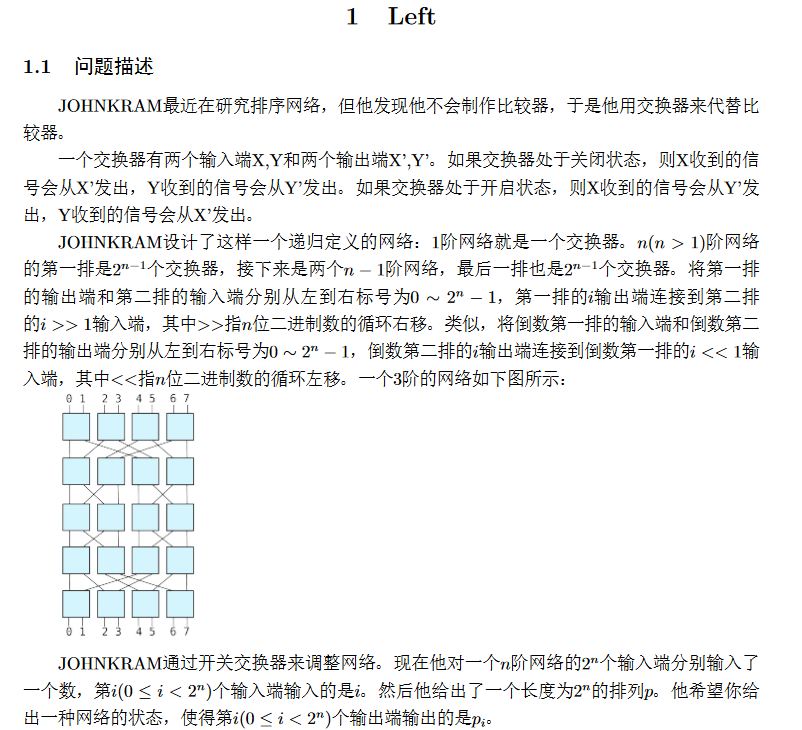 1 Left
1.1 问题描述
JOHNKRAM最近在研究排序网络，但他发现他不会制作比较器，于是他用交换器来代替比
较器。
一个交换器有两个输入端X,Y和两个输出端X',Y'。如果交换器处于关闭状态，则X收到的信
号会从X'发出，Y收到的信号会从Y'发出。如果交换器处于开启状态，则X收到的信号会从Y'发
出，Y收到的信号会从X'发出。
JOHNKRAM设计了这样一个递归定义的网络：1阶网络就是一个交换器。n(n > 1)阶网络
的第一排是2ⁿ⁻¹个交换器，接下来是两个n − 1阶网络，最后一排也是2ⁿ⁻¹个交换器。将第一排
的输出端和第二排的输入端分别从左到右标号为0 ∼ 2ⁿ − 1，第一排的i输出端连接到第二排
的i >> 1输入端，其中>>指n位二进制数的循环右移。类似，将倒数第一排的输入端和倒数第二
排的输出端分别从左到右标号为0 ∼ 2ⁿ − 1，倒数第二排的i输出端连接到倒数第一排的i << 1输
入端，其中<<指n位二进制数的循环左移。一个3阶的网络如下图所示：
0 1 2 3 4 5 6 7
0 1 2 3 4 5 6 7
JOHNKRAM通过开关交换器来调整网络。现在他对一个n阶网络的2ⁿ个输入端分别输入了
一个数，第i(0 ≤ i < 2ⁿ)个输入端输入的是i。然后他给出了一个长度为2ⁿ的排列p。他希望你给
出一种网络的状态，使得第i(0 ≤ i < 2ⁿ)个输出端输出的是pᵢ。